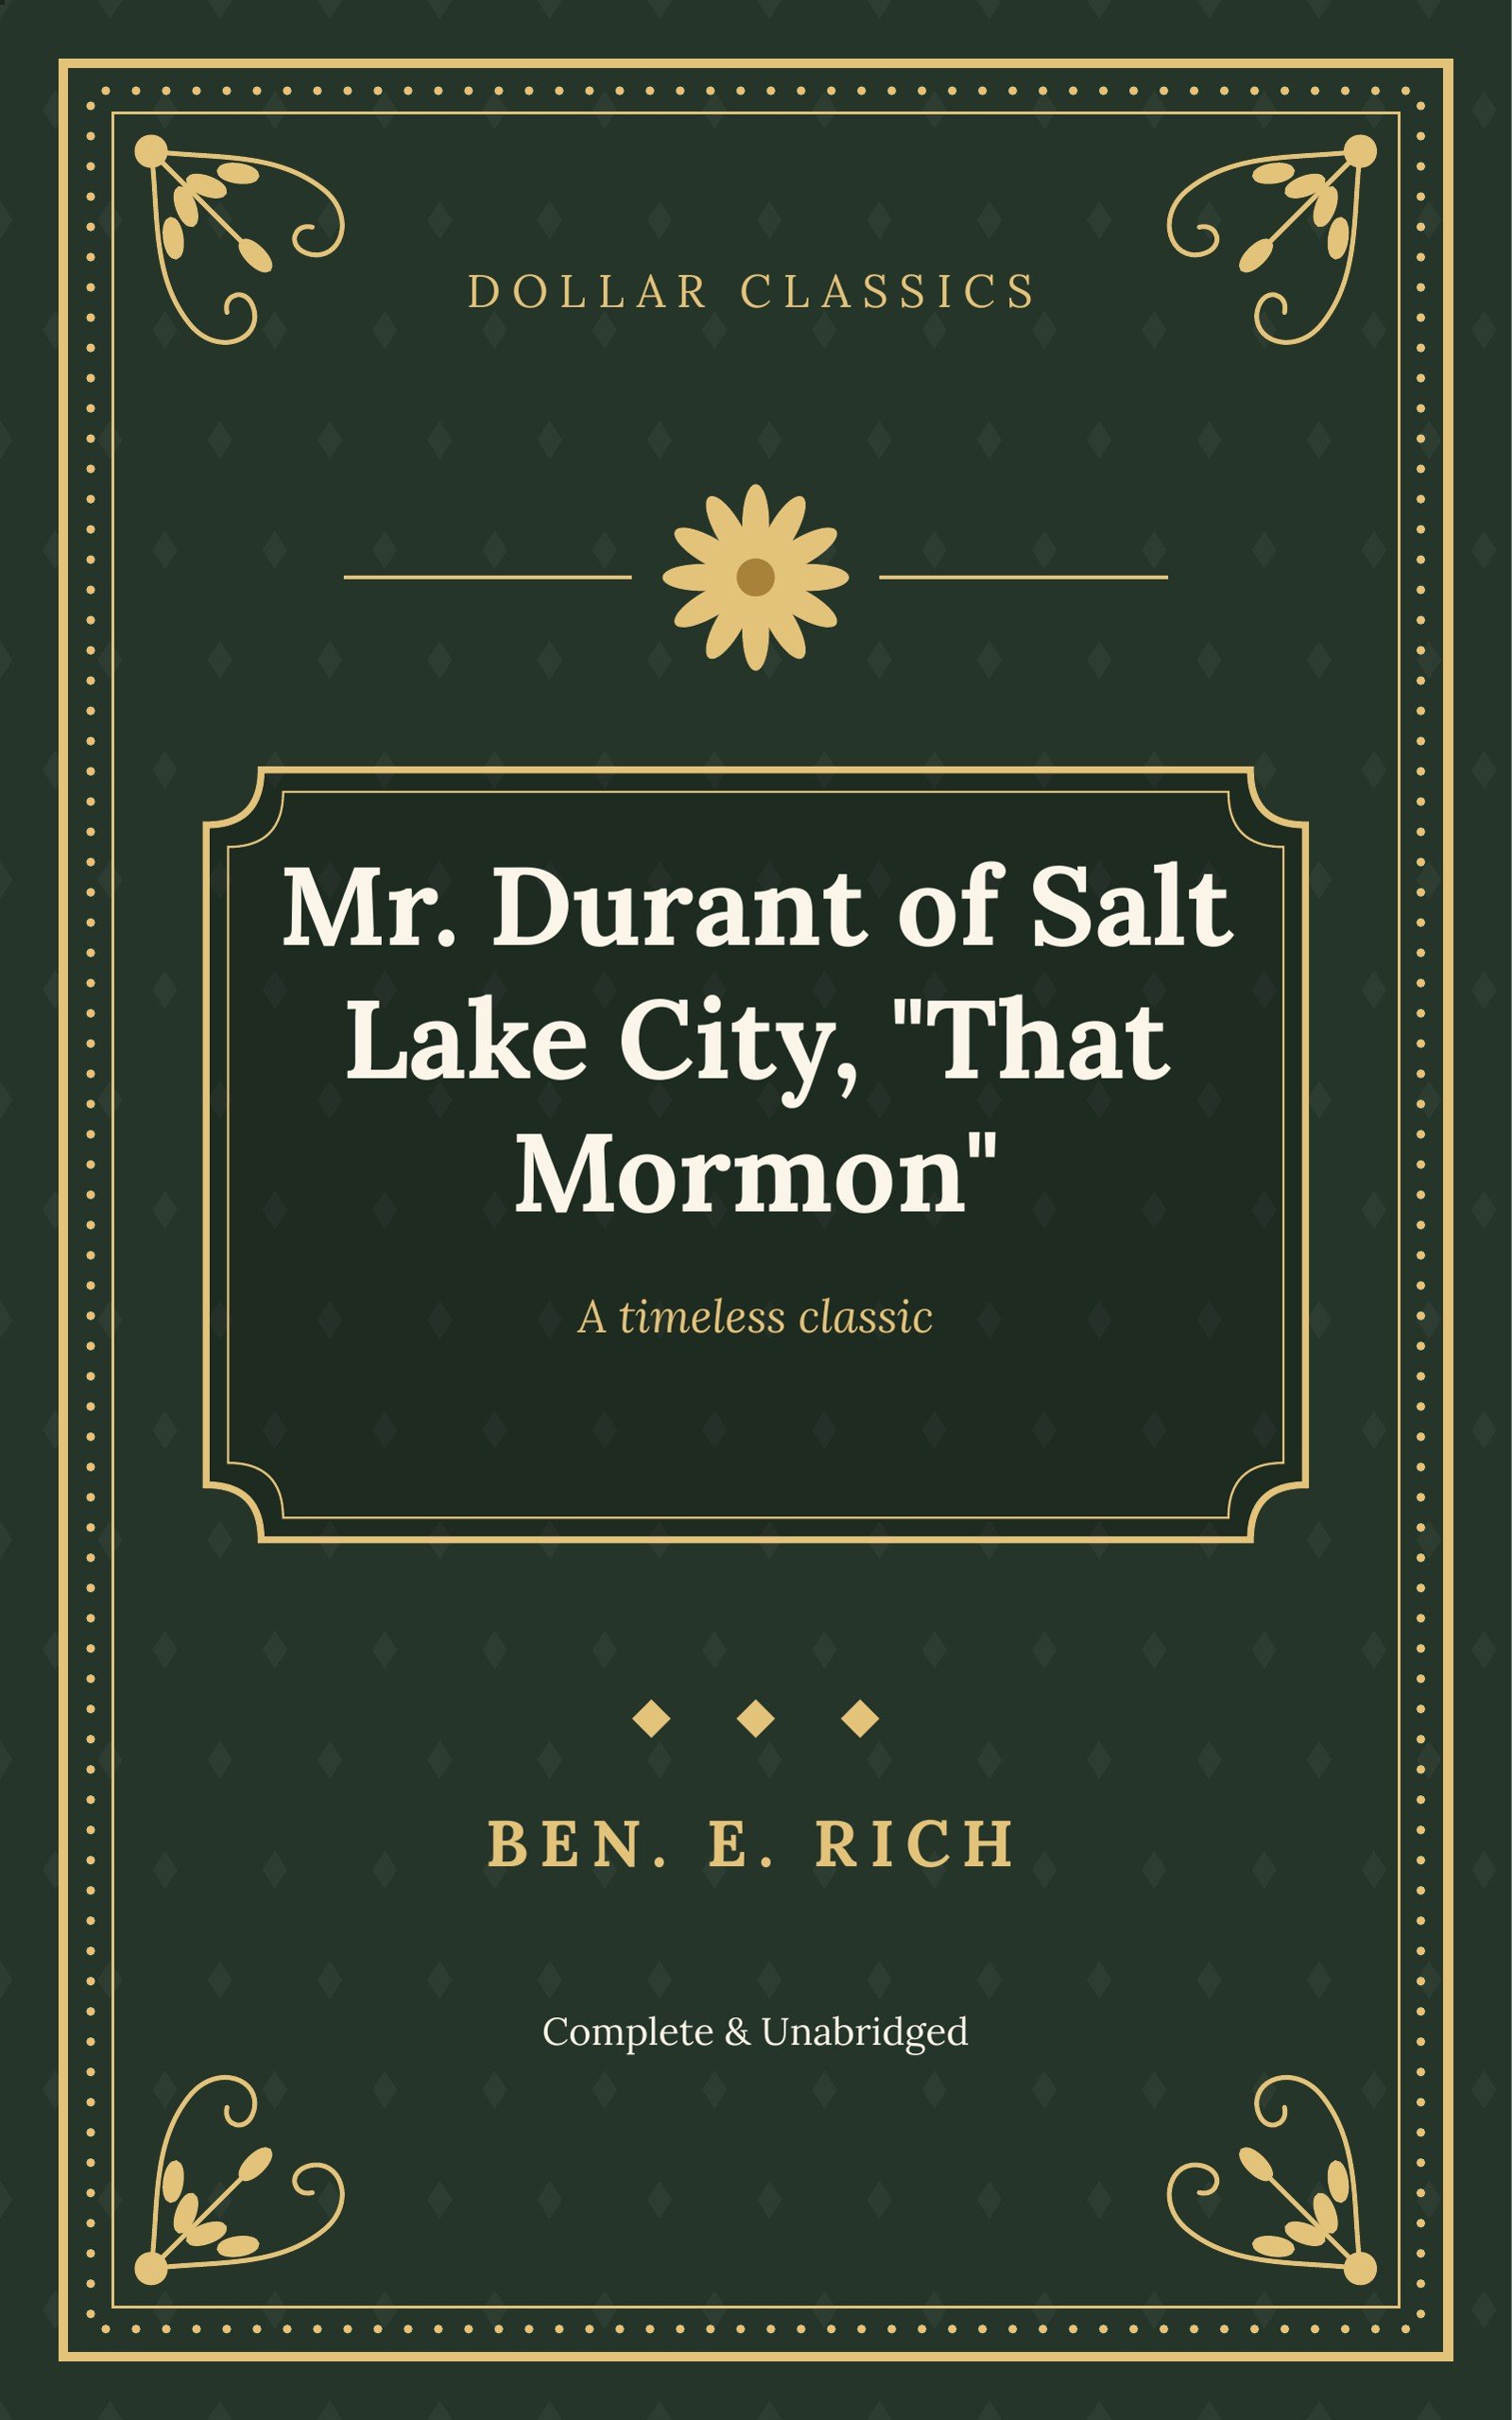 DOLLAR CLASSICS
Mr. Durant of Salt
Lake City, "That
Mormon"
A timeless classic
BEN. E. RICH
Complete & Unabridged